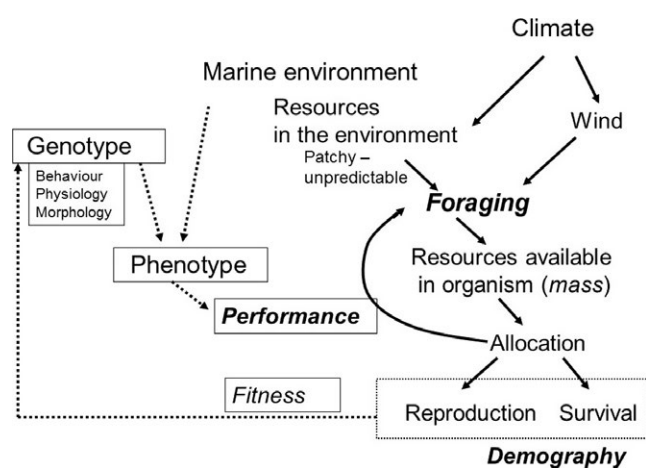 Climate
Marine environment
Resources
in the environment
Patchy –
unpredictable
Wind
Genotype
Behaviour
Physiology
Morphology
Foraging
Phenotype
Resources available
in organism (mass)
Performance
Allocation
Fitness
Reproduction
Survival
Demography